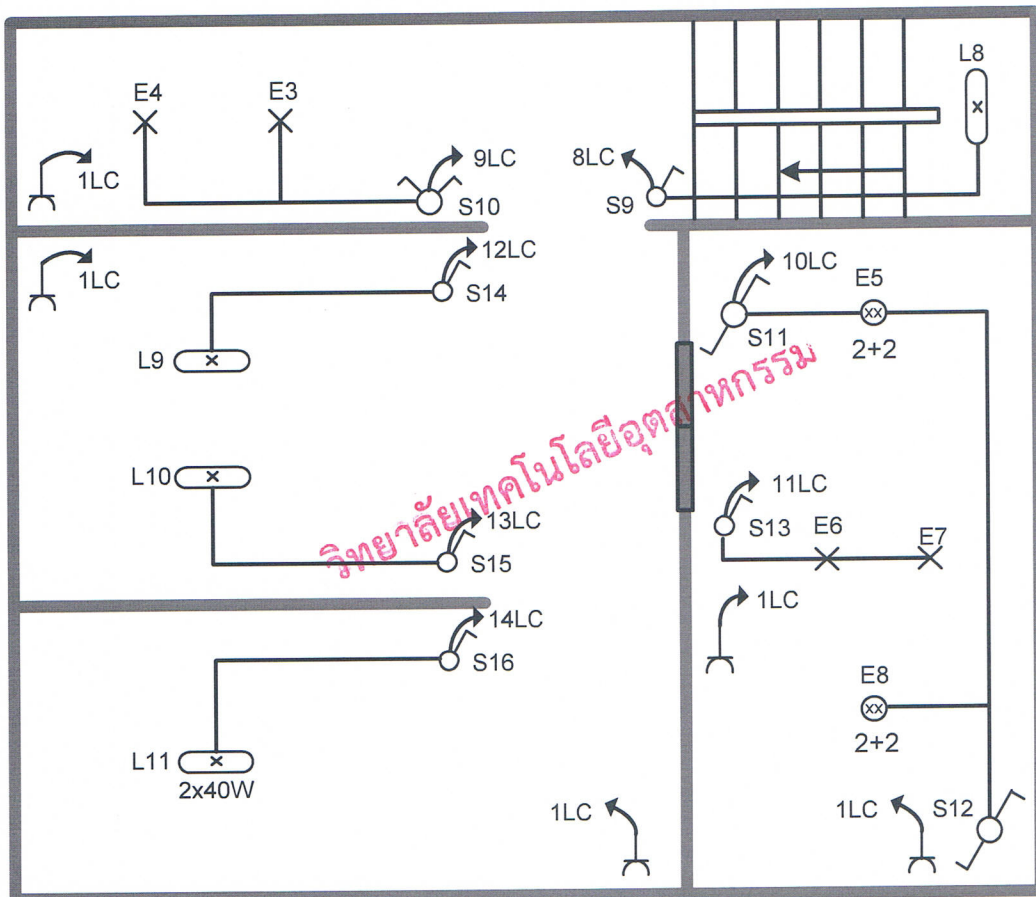 L8
E4
E3
9LC
8LC
1LC
S10
S9
12LC
10LC
1LC
S14
E5
S11
L9
2+2
วิทยาลัยเทคโนโลยีอุตสาหกรรม
L10
11LC
13LC
S13
E6
E7
S15
1LC
14LC
S16
E8
2+2
L11
2x40W
1LC
1LC
S12